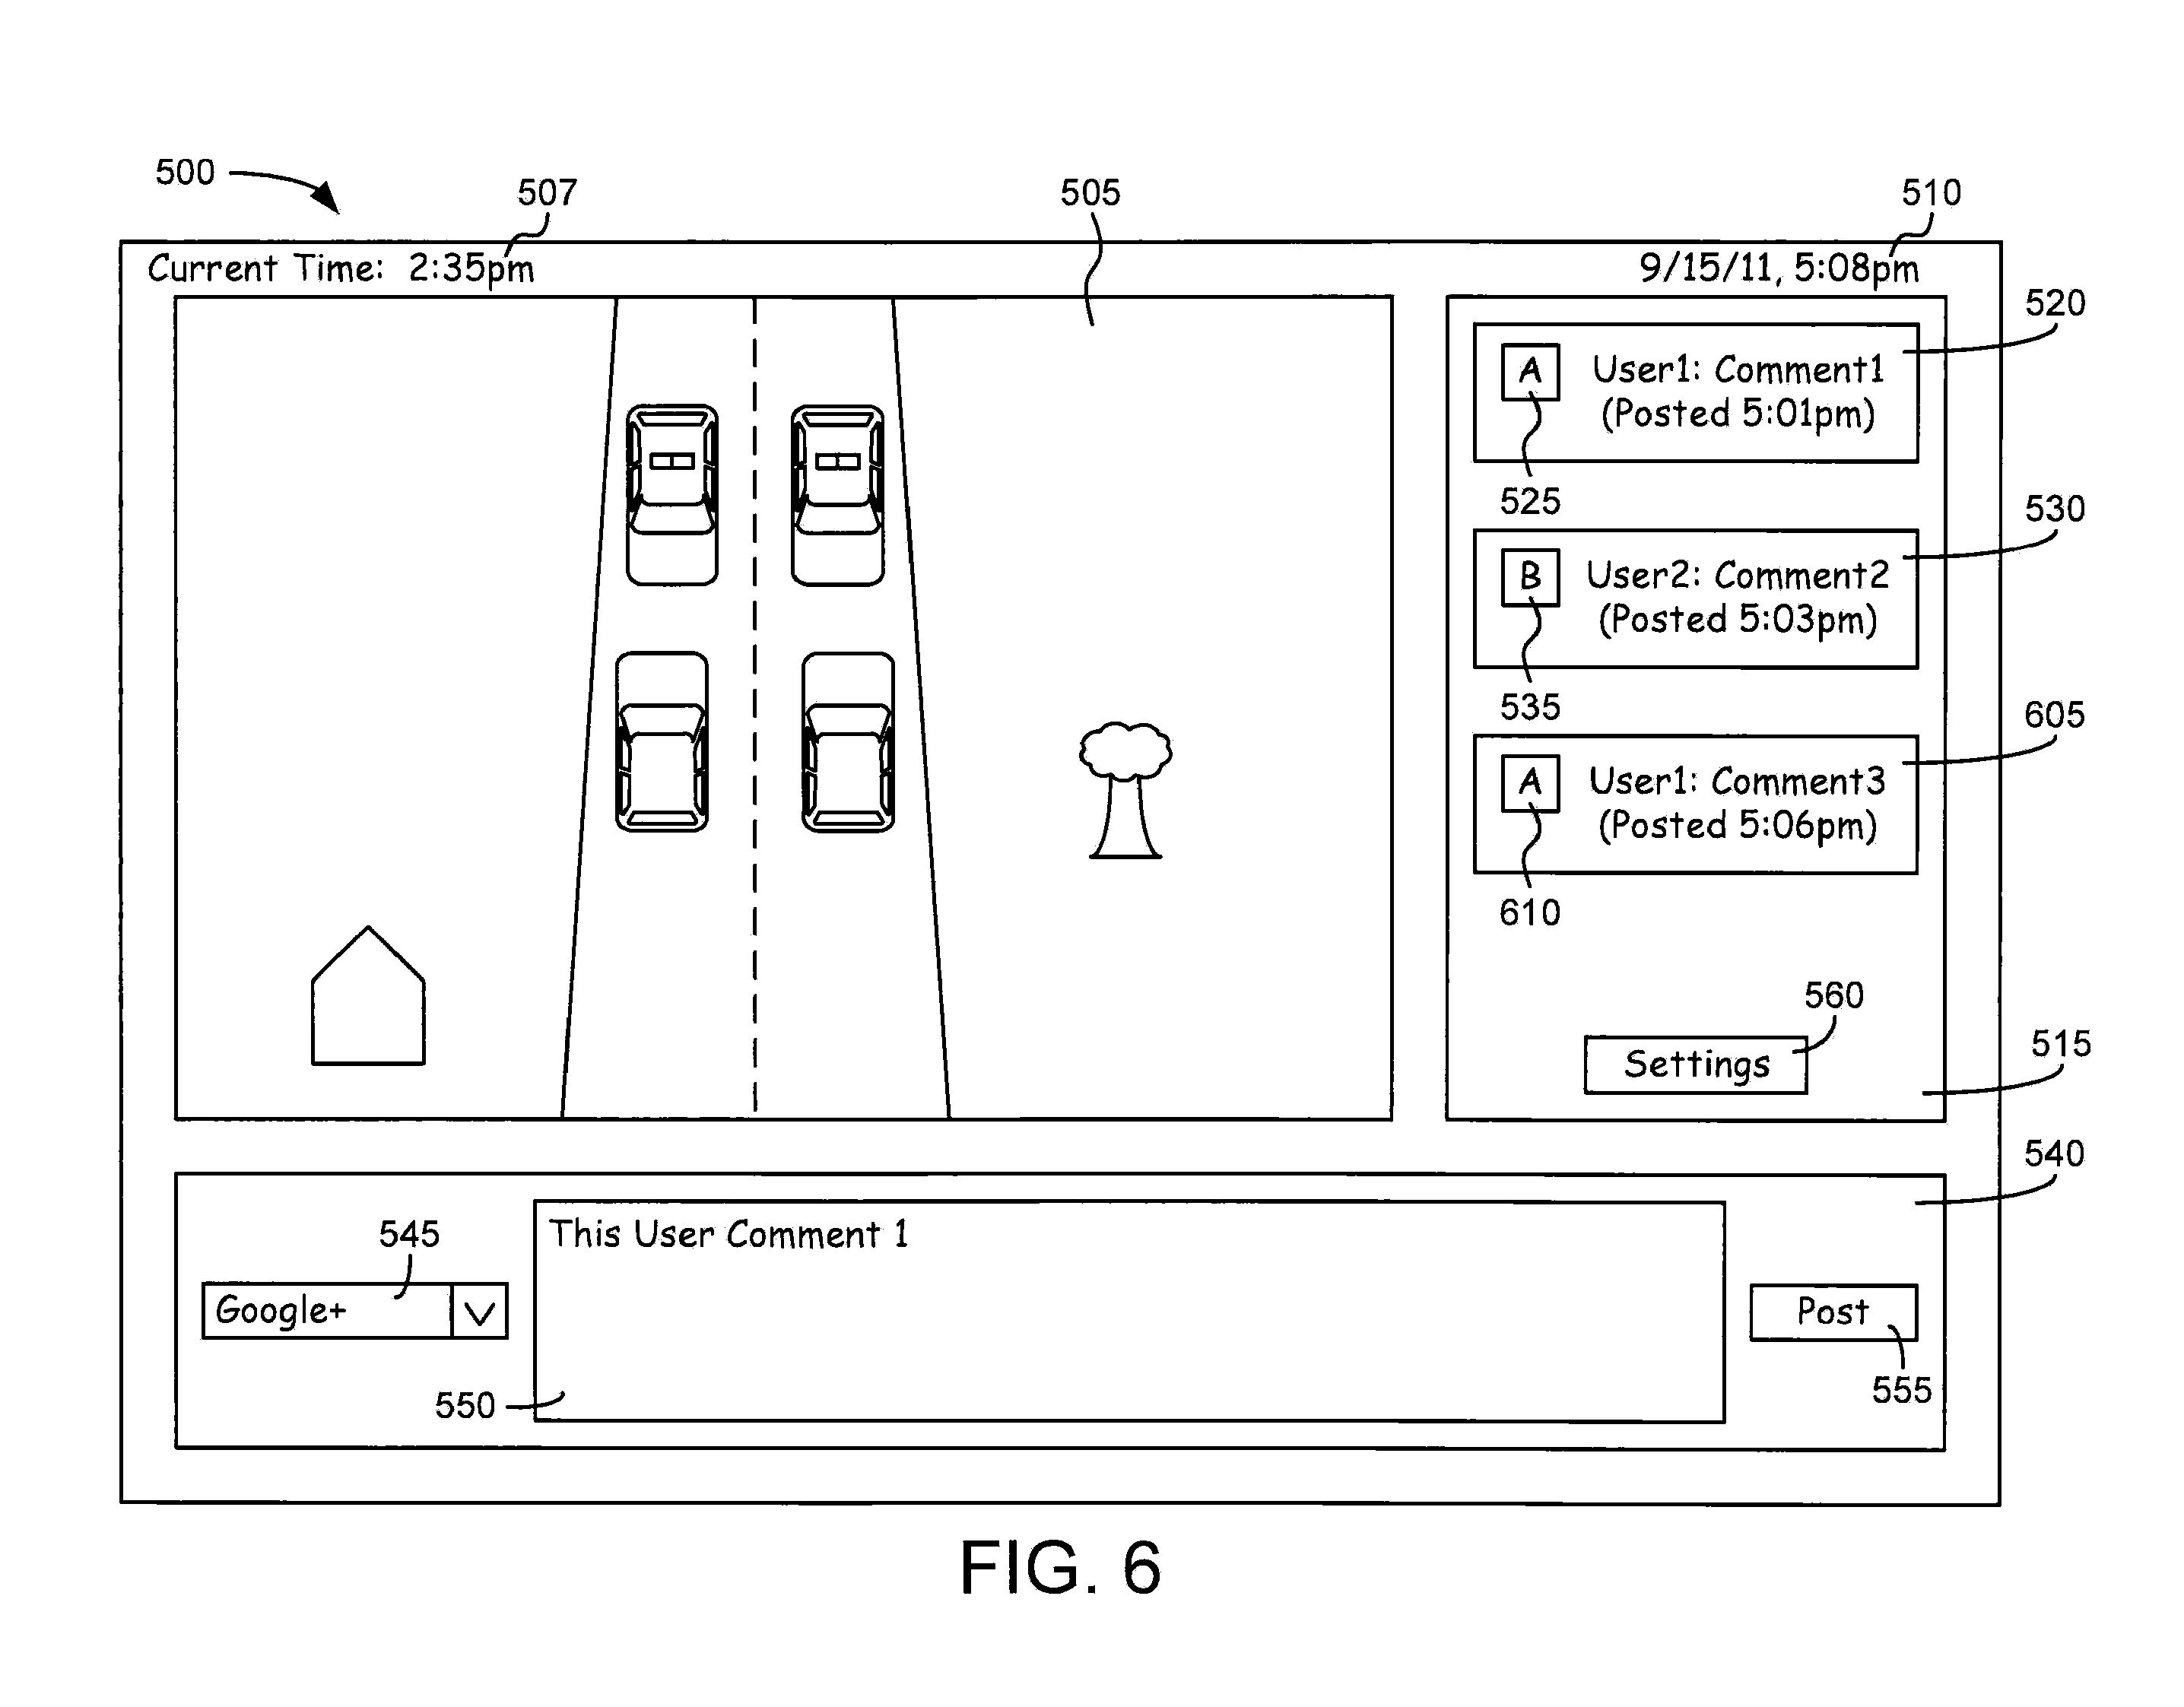 500
507
505
510
Current Time: 2:35pm
9/15/11, 5:08pm
520
A
User1: Comment1
(Posted 5:01pm)
525
530
B
User2: Comment2
(Posted 5:03pm)
535
605
A
User1: Comment3
(Posted 5:06pm)
610
560
Settings
515
540
This User Comment 1
545
Google+
Post
550
555
FIG. 6